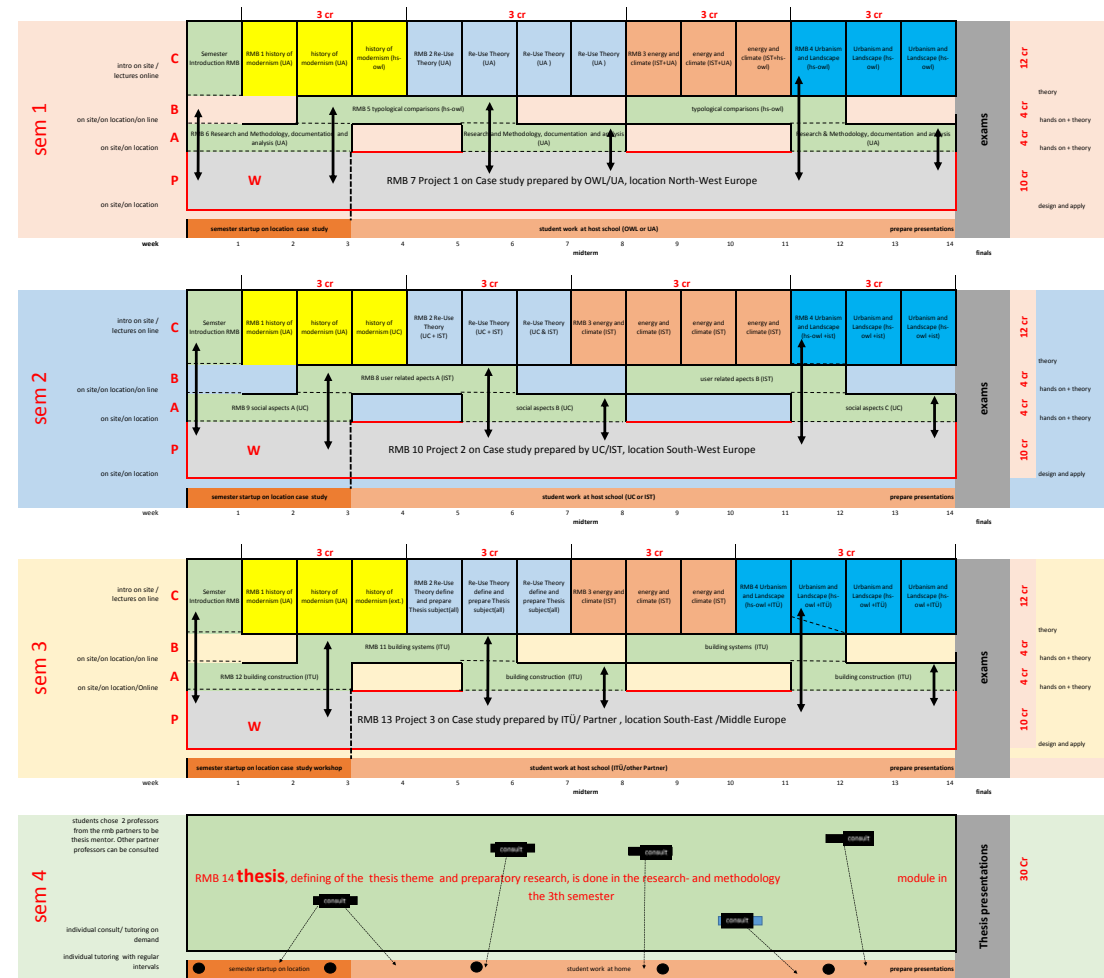 3 cr 3 cr 3 cr 3 cr
sem 1
intro on site /
lectures online
C
Semester
Introduction RMB
RMB 1 history of
modernism (UA)
history of
modernism (UA)
history of
modernism (hs-
owl)
RMB 2 Re-Use
Theory (UA)
Re-Use Theory
(UA)
Re-Use Theory
(UA )
Re-Use Theory
(UA )
RMB 3 energy and
climate (IST+UA)
energy and
climate (IST+UA)
energy and
climate (IST+hs-
owl)
RMB 4 Urbanism
and Landscape
(hs-owl)
Urbanism and
Landscape (hs-
owl)
Urbanism and
Landscape (hs-
owl)
12 cr
theory
on site/on location/on line
B
RMB 5 typological comparisons (hs-owl)
typological comparisons (hs-owl)
4 cr
hands on + theory
on site/on location
A
RMB 6 Research and Methodology, documentation and
analysis (UA)
Research and Methodology, documentation and analysis
(UA)
Research & Methodology, documentation and analysis
(UA)
4 cr
hands on + theory
P
W
RMB 7 Project 1 on Case study prepared by OWL/UA, location North-West Europe
10 cr
on site/on location
design and apply
exams
semester startup on location case study
student work at host school (OWL or UA)
prepare presentations
week 1 2 3 4 5 6 7 8 9 10 11 12 13 14
midterm
finals
3 cr 3 cr 3 cr 3 cr
sem 2
intro on site /
lectures on line
C
Semster
Introduction RMB
RMB 1 history of
modernism (UA)
history of
modernism (UA)
history of
modernism (UC)
RMB 2 Re-Use
Theory
(UC + IST)
Re-Use Theory
(UC + IST)
Re-Use Theory
(UC & IST)
RMB 3 energy and
climate (IST)
energy and
climate (IST)
energy and
climate (IST)
energy and
climate (IST)
RMB 4 Urbanism
and Landscape
(hs-owl +ist)
Urbanism and
Landscape (hs-
owl +ist)
Urbanism and
Landscape (hs-
owl +ist)
12 cr
theory
on site/on location/on line
B
RMB 8 user related apects A (IST)
user related apects B (IST)
4 cr
hands on + theory
on site/on location
A
RMB 9 social aspects A (UC)
social aspects B (UC)
social aspects C (UC)
4 cr
hands on + theory
P
W
RMB 10 Project 2 on Case study prepared by UC/IST, location South-West Europe
10 cr
on site/on location
design and apply
exams
semester startup on location case study
student work at host school (UC or IST)
prepare presentations
week 1 2 3 4 5 6 7 8 9 10 11 12 13 14
midterm
finals
3 cr 3 cr 3 cr 3 cr
sem 3
intro on site /
lectures on line
C
Semster
Introduction RMB
RMB 1 history of
modernism (UA)
history of
modernism (UA)
history of
modernism (ext.)
RMB 2 Re-Use
Theory define
and prepare
Thesis
subject(all)
Re-Use Theory
define and
prepare Thesis
subject(all)
Re-Use Theory
define and
prepare Thesis
subject(all)
RMB 3 energy and
climate (IST)
energy and
climate (IST)
energy and
climate (IST)
RMB 4 Urbanism
and Landscape
(hs-owl +ITÜ)
Urbanism and
Landscape (hs-
owl +ITÜ)
Urbanism and
Landscape (hs-
owl +ITÜ)
Urbanism and
Landscape (hs-
owl +ITÜ)
12 cr
theory
on site/on location/on line
B
RMB 11 building systems (ITU)
building systems (ITU)
4 cr
hands on + theory
on site/on location/Online
A
RMB 12 building construction (ITU)
building construction (ITU)
building construction (ITU)
4 cr
hands on + theory
P
W
RMB 13 Project 3 on Case study prepared by ITÜ/ Partner , location South-East /Middle Europe
10 cr
design and apply
exams
semester startup on location case study workshop
student work at host school (ITÜ/other Partner)
prepare presentations
week 1 2 3 4 5 6 7 8 9 10 11 12 13 14
midterm
finals
sem 4
students chose 2 professors
from the rmb partners to be
thesis mentor. Other partner
professors can be consulted
consult
consult
consult
RMB 14 thesis, defining of the thesis theme and preparatory research, is done in the research- and methodology module in
the 3th semester
consult
consult
individual consult/ tutoring on
demand
individual tutoring with regular
intervals
semester startup on location
student work at home
prepare presentations
Thesis presentations
30 Cr